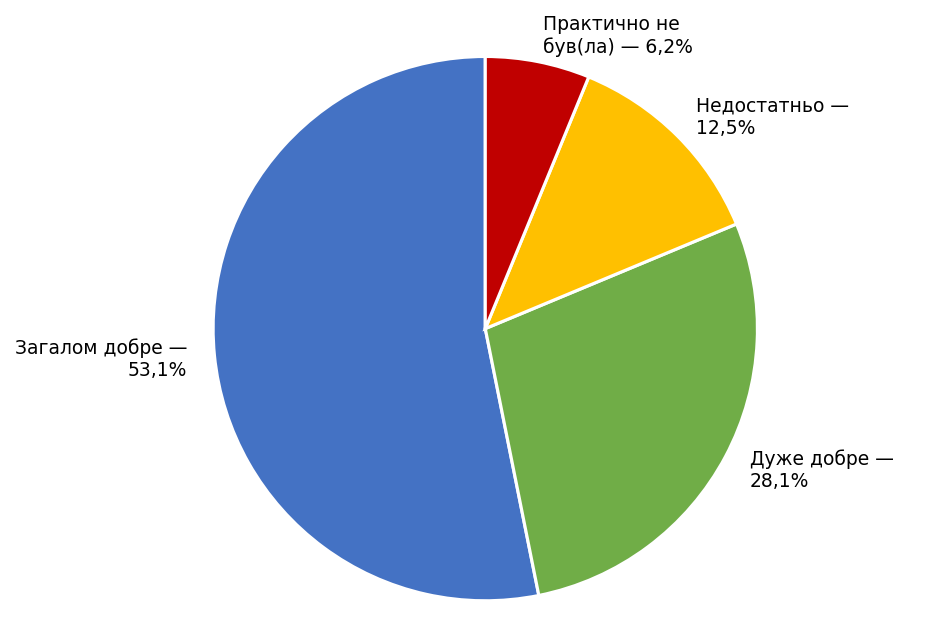 Практично не
був(ла) — 6,2%
Недостатньо —
12,5%
Загалом добре —
53,1%
Дуже добре —
28,1%